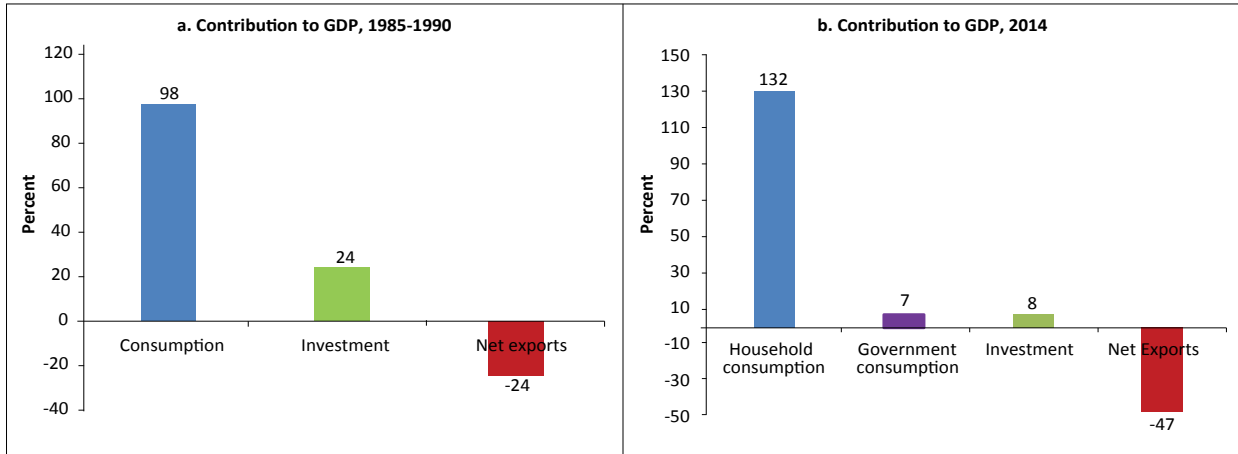 a. Contribution to GDP, 1985-1990
120
100
80
60
40
20
0
-20
-40
Percent
98
24
-24
Consumption
Investment
Net exports
b. Contribution to GDP, 2014
150
130
110
90
70
50
30
10
-10
-30
-50
Percent
132
7
8
-47
Household
consumption
Government
consumption
Investment
Net Exports